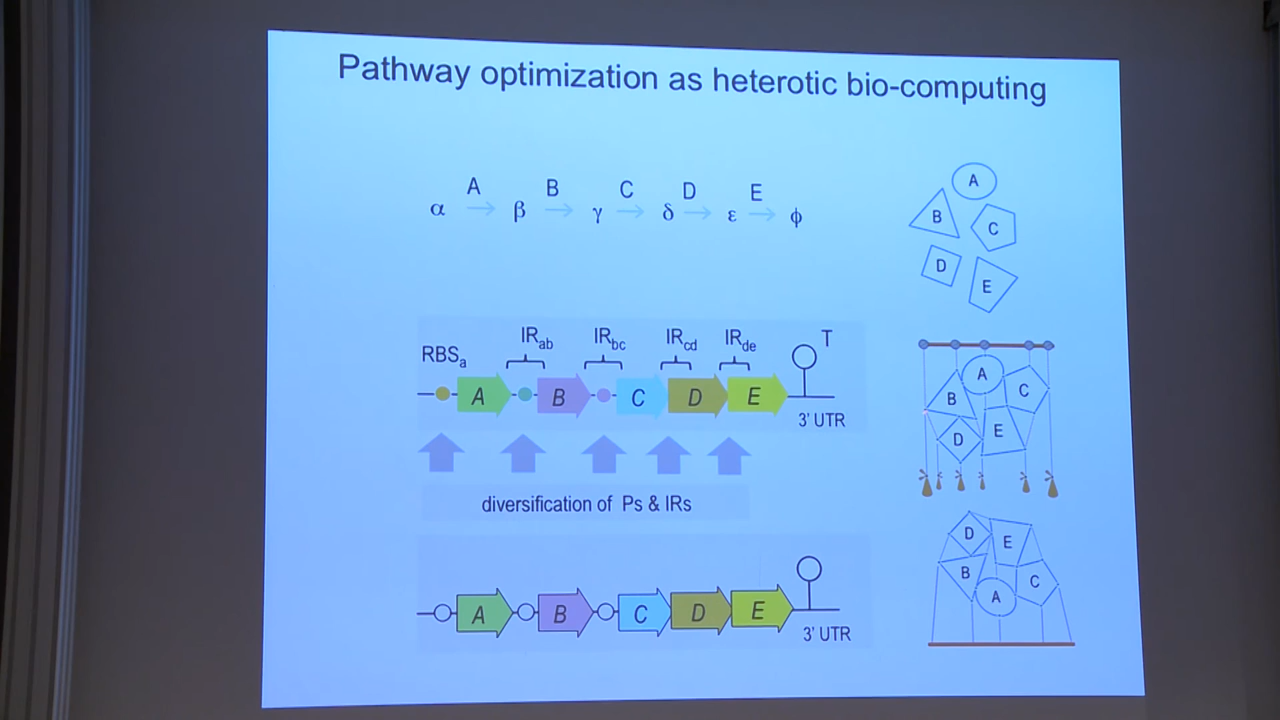 Pathway optimization as heterotic bio-computing
A B C D E
α → β → γ → δ → ε → ϕ
A
B
C
D
E
RBSa IRab IRbc IRcd IRde T
A B C D E
3' UTR
A
B
C
D
E
diversification of Ps & IRs
A B C D E
3' UTR
D
E
B
C
A